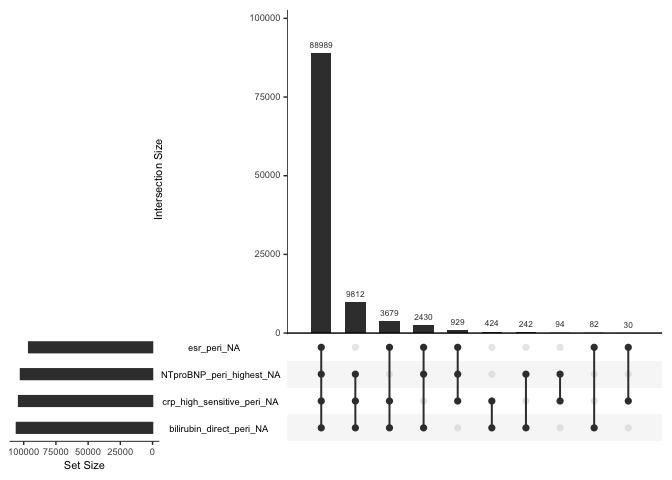 100000
75000
50000
25000
0
Intersection Size
88989
9812
3679
2430
929
424
242
94
82
30
esr_peri_NA
NTproBNP_peri_highest_NA
crp_high_sensitive_peri_NA
bilirubin_direct_peri_NA
100000 75000 50000 25000 0
Set Size